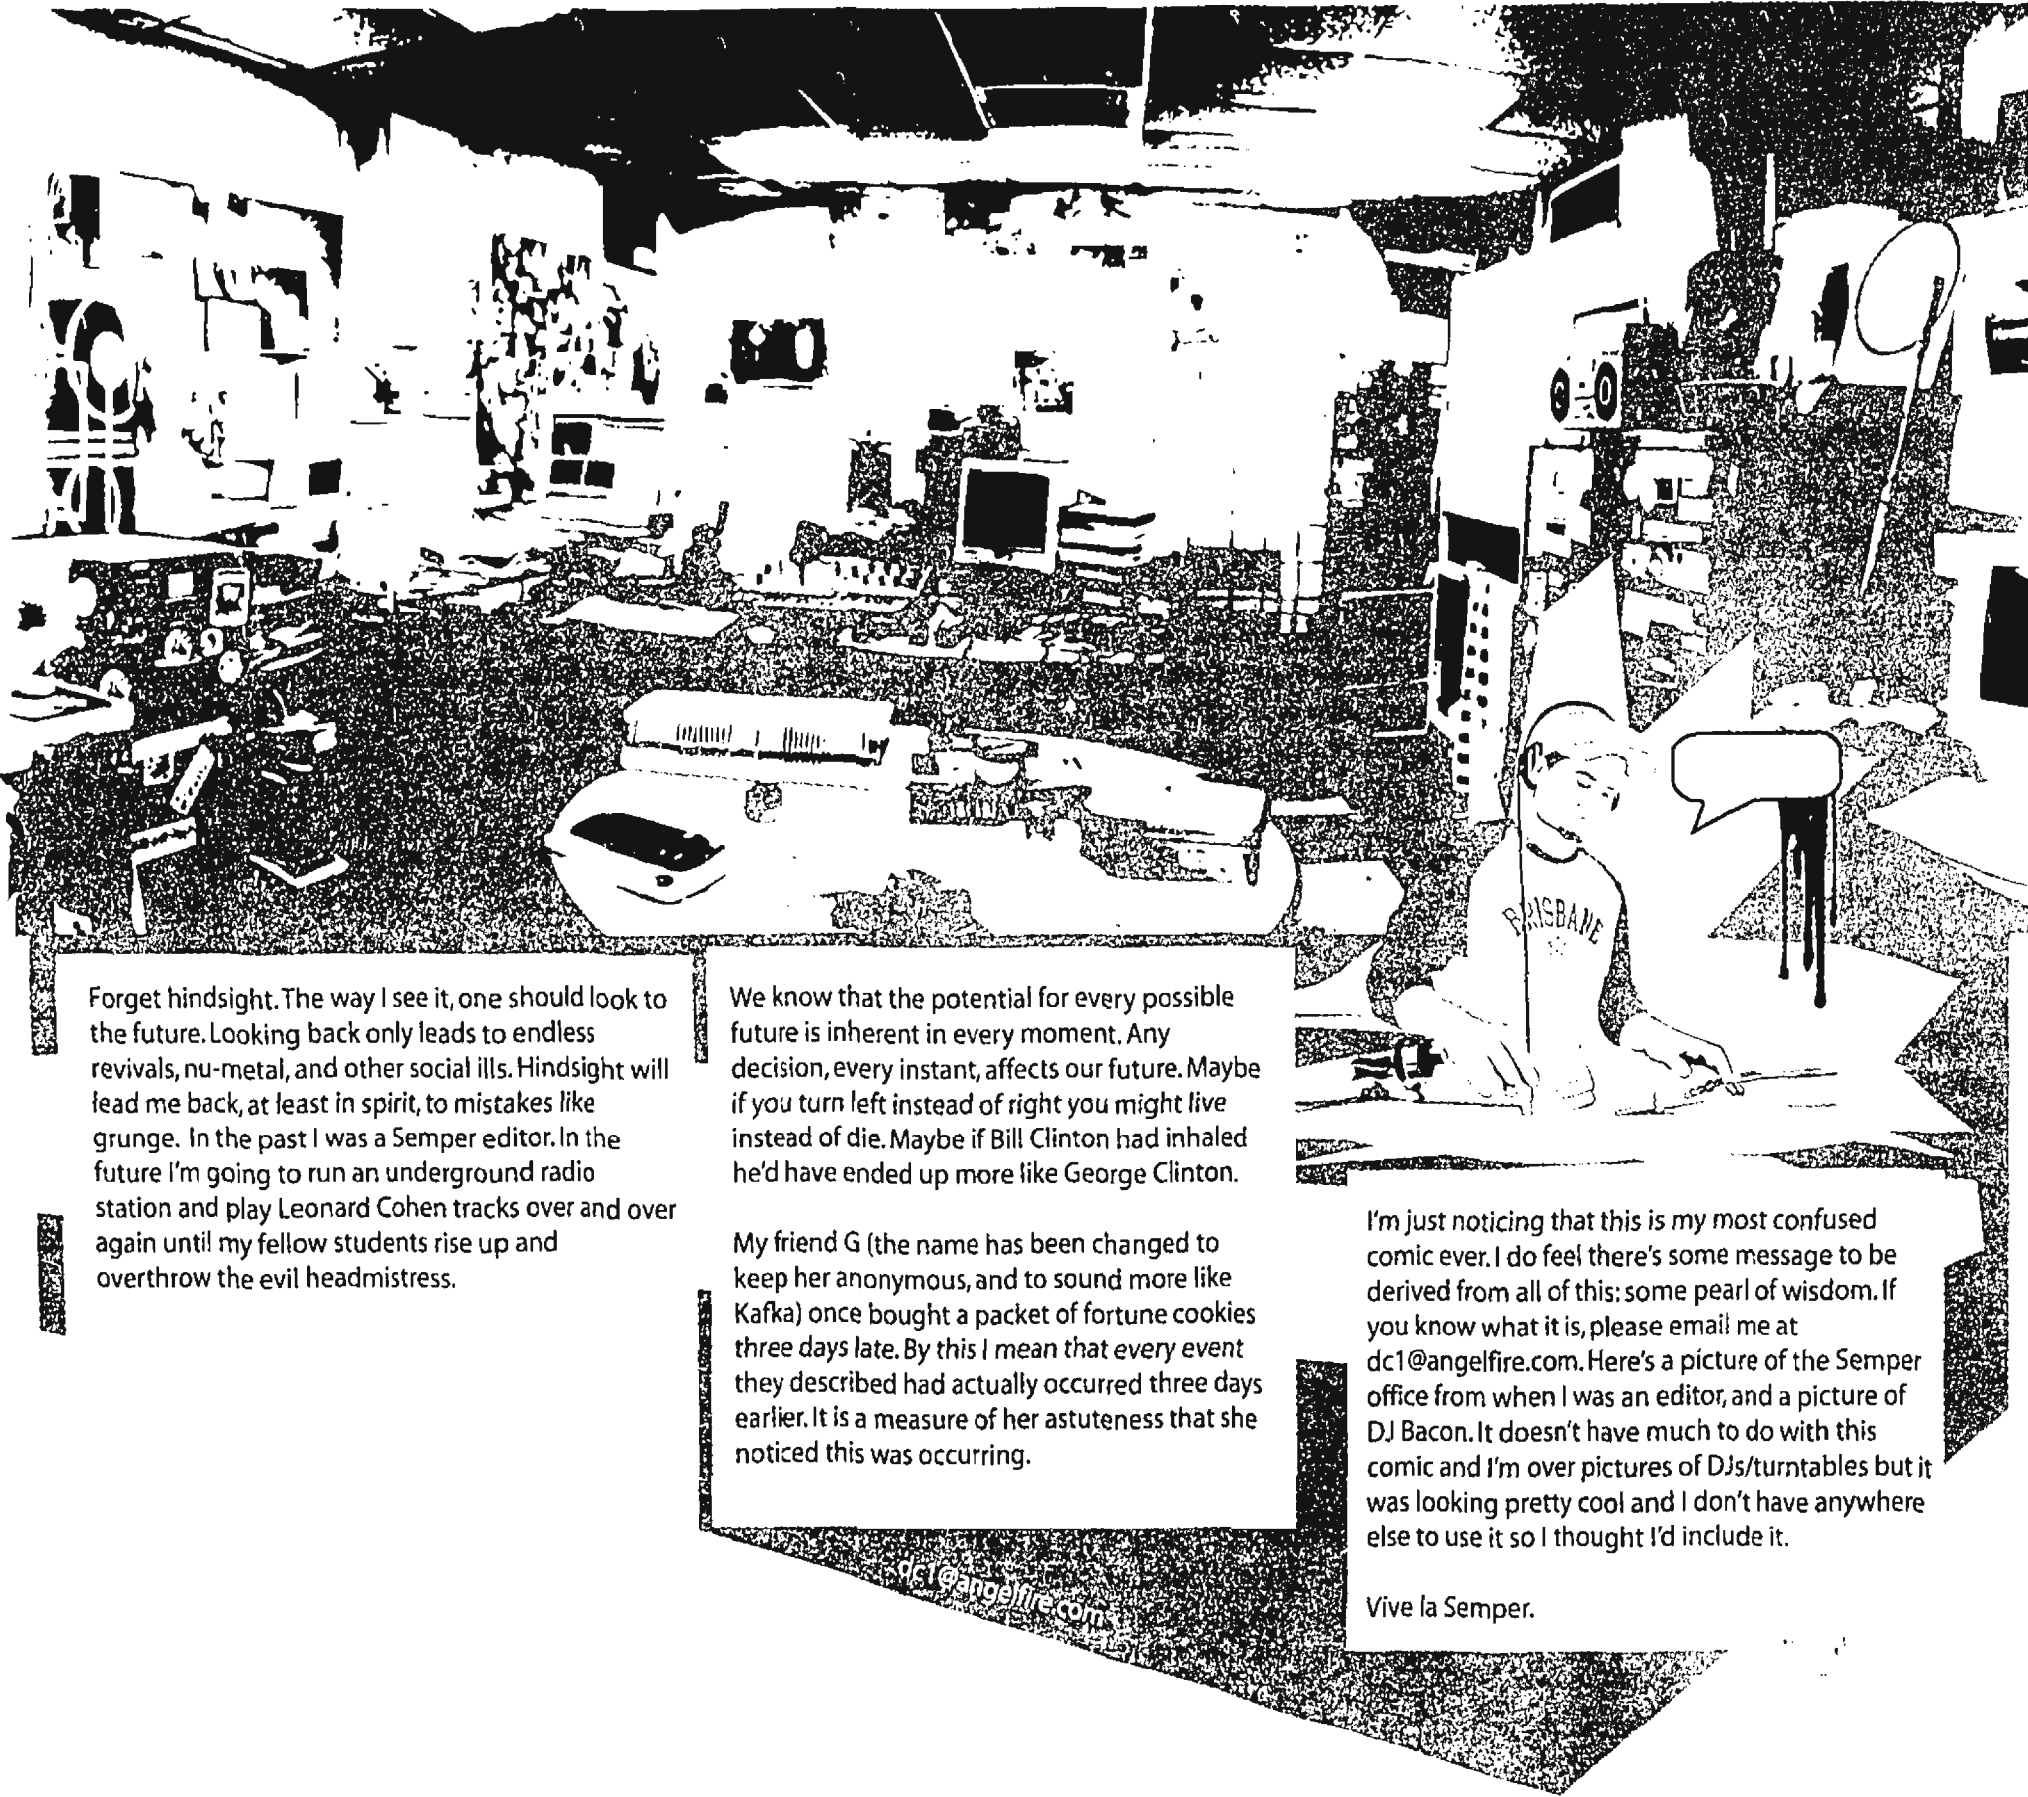 BRISBANE
Forget hindsight. The way I see it, one should look to
the future. Looking back only leads to endless
revivals, nu-metal, and other social ills. Hindsight will
lead me back, at least in spirit, to mistakes like
grunge. In the past I was a Semper editor. In the
future I'm going to run an underground radio
station and play Leonard Cohen tracks over and over
again until my fellow students rise up and
overthrow the evil headmistress.
We know that the potential for every possible
future is inherent in every moment. Any
decision, every instant, affects our future. Maybe
if you turn left instead of right you might live
instead of die. Maybe if Bill Clinton had inhaled
he'd have ended up more like George Clinton.
My friend G (the name has been changed to
keep her anonymous, and to sound more like
Kafka) once bought a packet of fortune cookies
three days late. By this I mean that every event
they described had actually occurred three days
earlier. It is a measure of her astuteness that she
noticed this was occurring.
dc1@angelfire.com
I'm just noticing that this is my most confused
comic ever. I do feel there's some message to be
derived from all of this: some pearl of wisdom. If
you know what it is, please email me at
dc1@angelfire.com. Here's a picture of the Semper
office from when I was an editor, and a picture of
DJ Bacon. It doesn't have much to do with this
comic and I'm over pictures of DJs/turntables but it
was looking pretty cool and I don't have anywhere
else to use it so I thought I'd include it.
Vive la Semper.